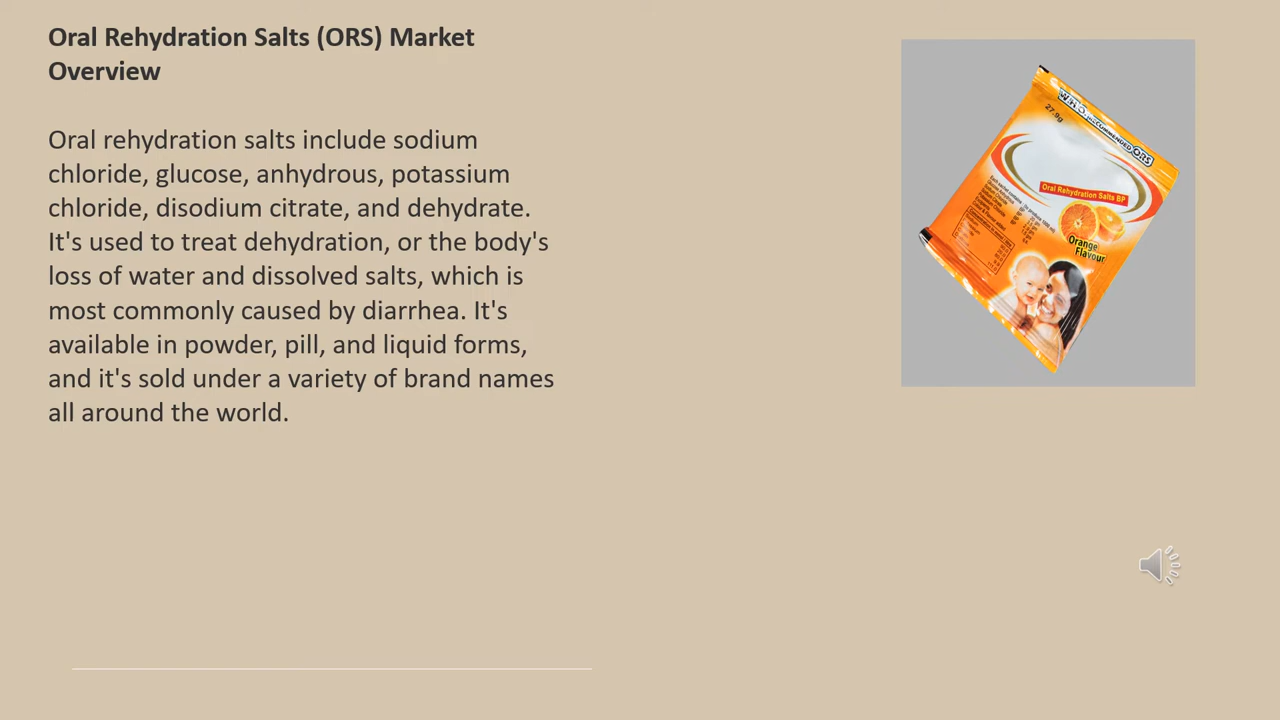 Oral Rehydration Salts (ORS) Market
Overview
Oral rehydration salts include sodium
chloride, glucose, anhydrous, potassium
chloride, disodium citrate, and dehydrate.
It's used to treat dehydration, or the body's
loss of water and dissolved salts, which is
most commonly caused by diarrhea. It's
available in powder, pill, and liquid forms,
and it's sold under a variety of brand names
all around the world.
27.9g
RECOMMENDED ORS
Oral Rehydration Salts BP
Orange
Flavour